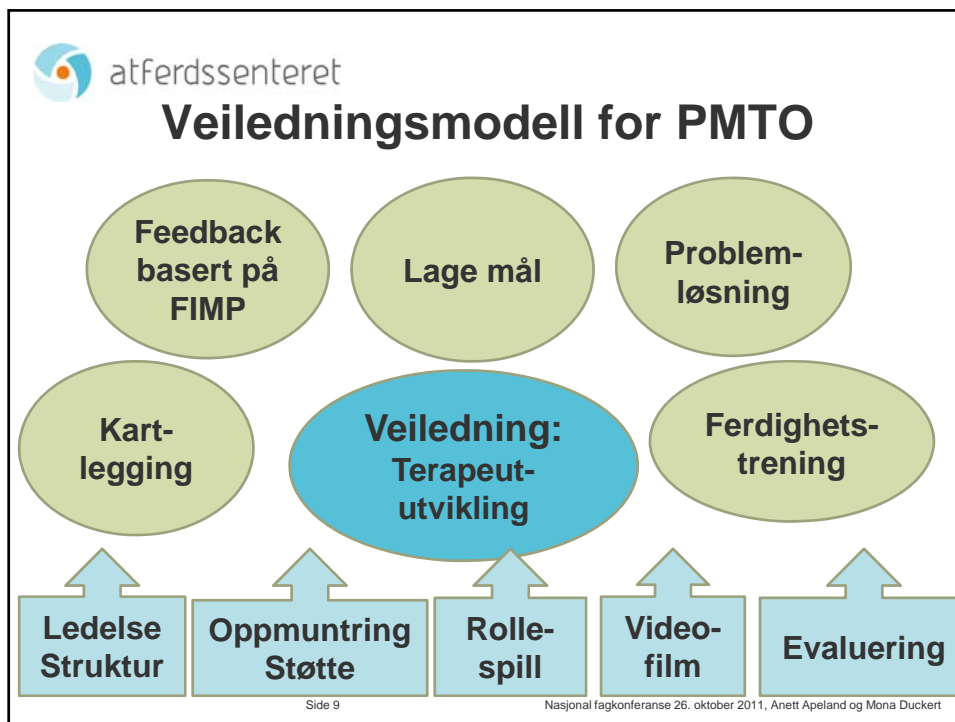 atferdssenteret
Veiledningsmodell for PMTO
Feedback
basert på
FIMP
Lage mål
Problem-
løsning
Kart-
legging
Veiledning:
Terapeut-
utvikling
Ferdighets-
trening
Ledelse
Struktur
Oppmuntring
Støtte
Rolle-
spill
Video-
film
Evaluering
Side 9
Nasjonal fagkonferanse 26. oktober 2011, Anett Apeland og Mona Duckert